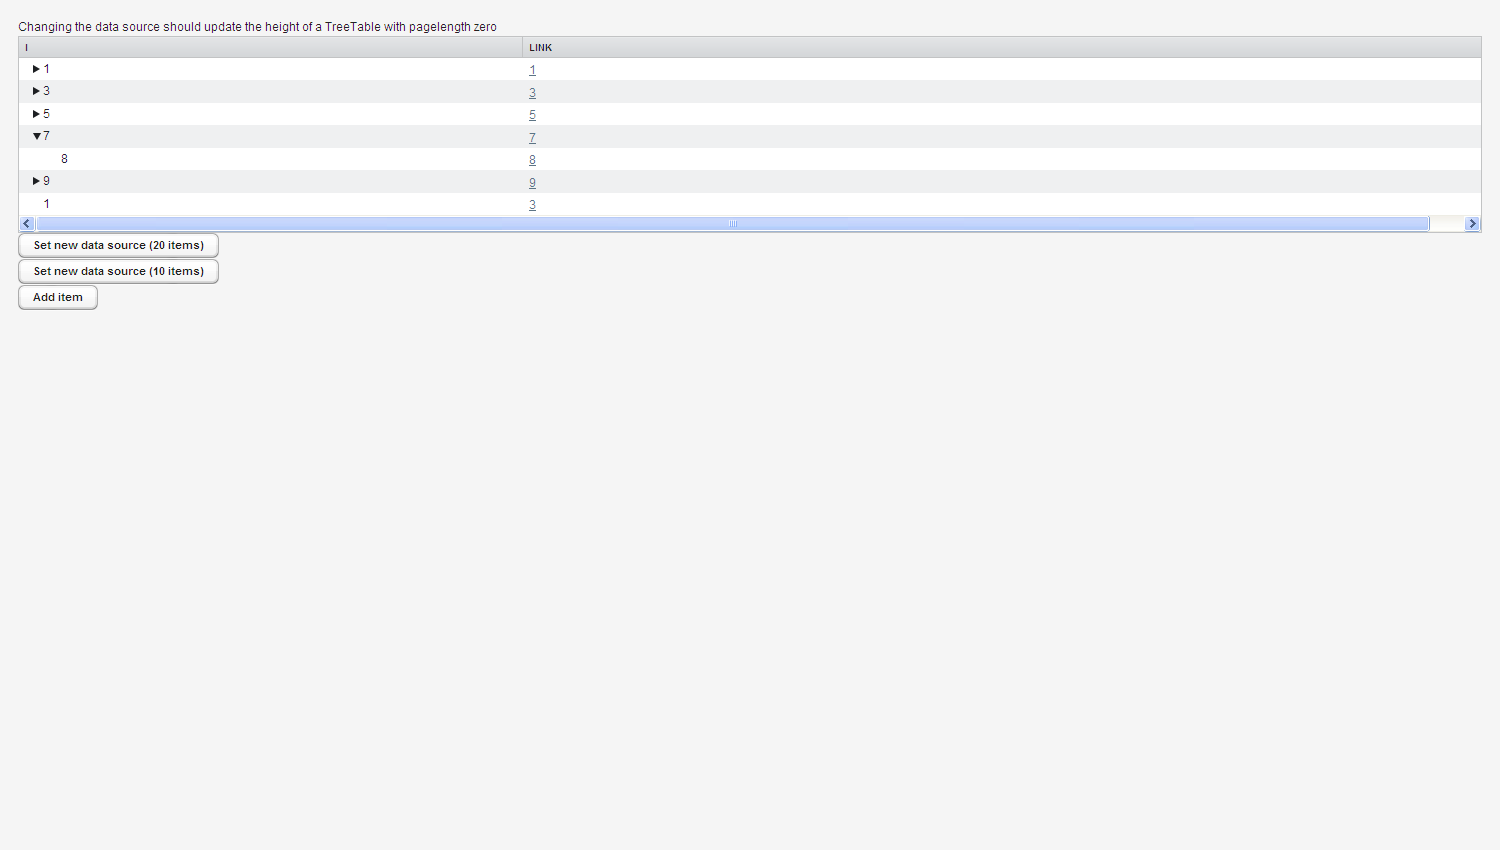 Changing the data source should update the height of a TreeTable with pagelength zero
I LINK
1 1
3 3
5 5
7 7
8 8
9 9
1 3
Set new data source (20 items)
Set new data source (10 items)
Add item